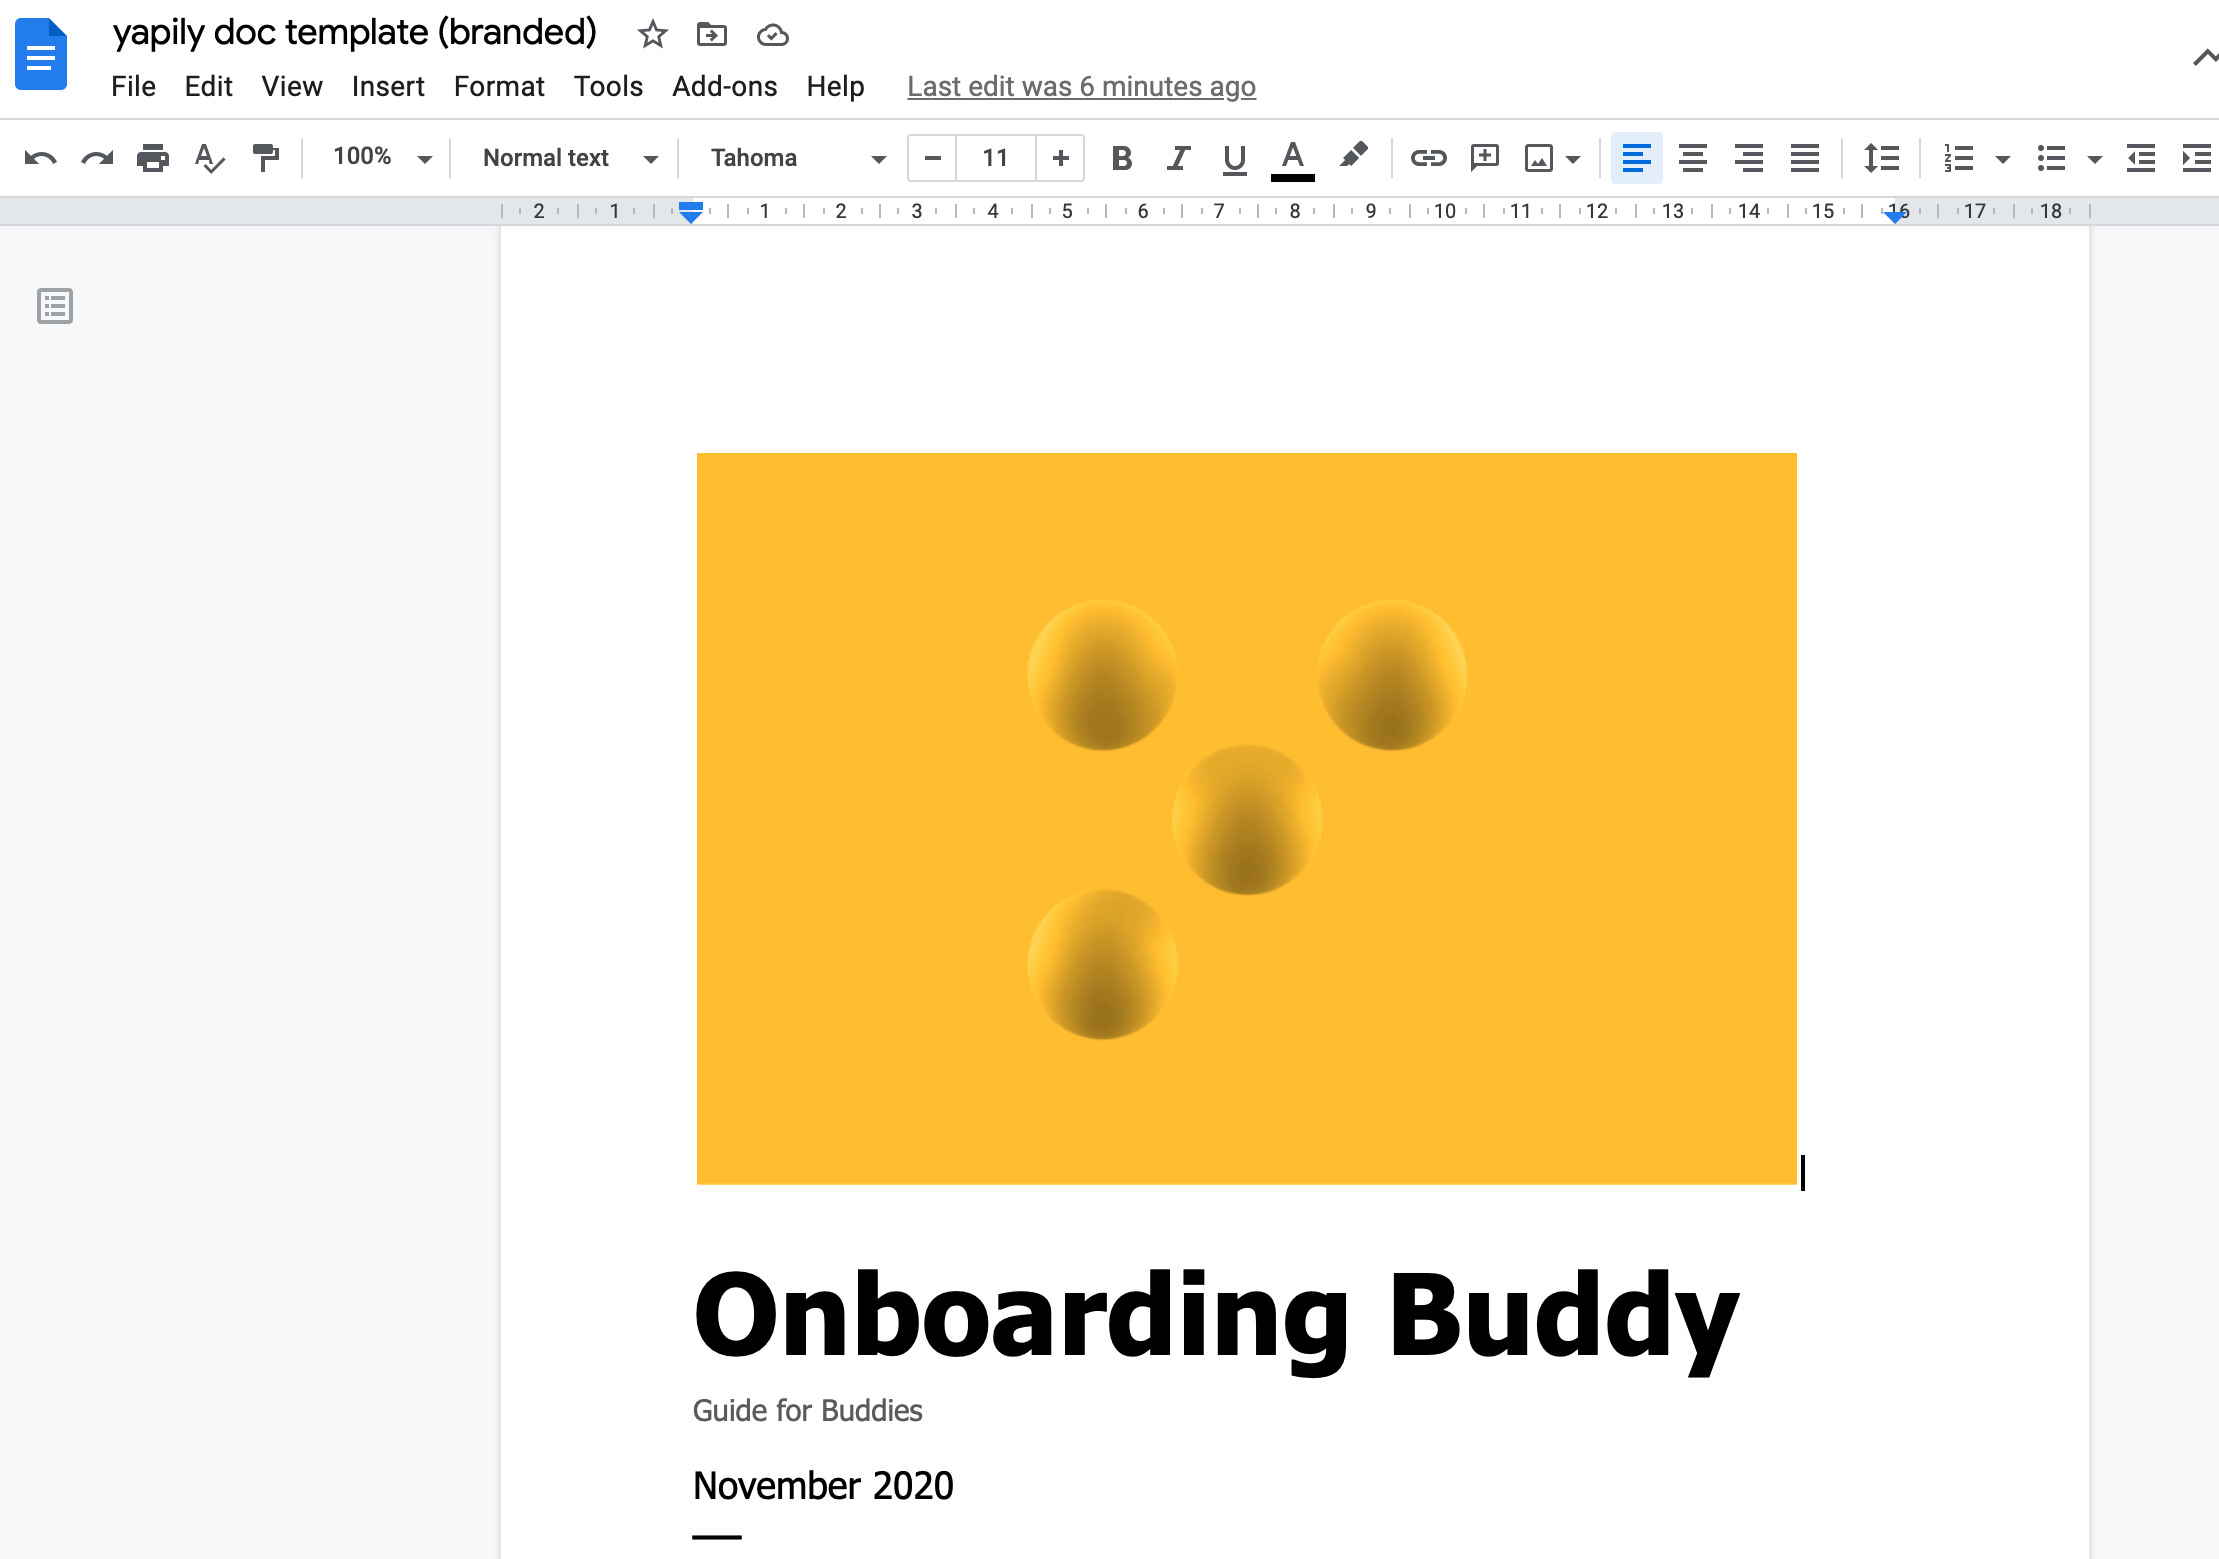 yapily doc template (branded)
File Edit View Insert Format Tools Add-ons Help Last edit was 6 minutes ago
100% Normal text Tahoma 11 B I U A
2 1 1 2 3 4 5 6 7 8 9 10 11 12 13 14 15 16 17 18
Onboarding Buddy
Guide for Buddies
November 2020